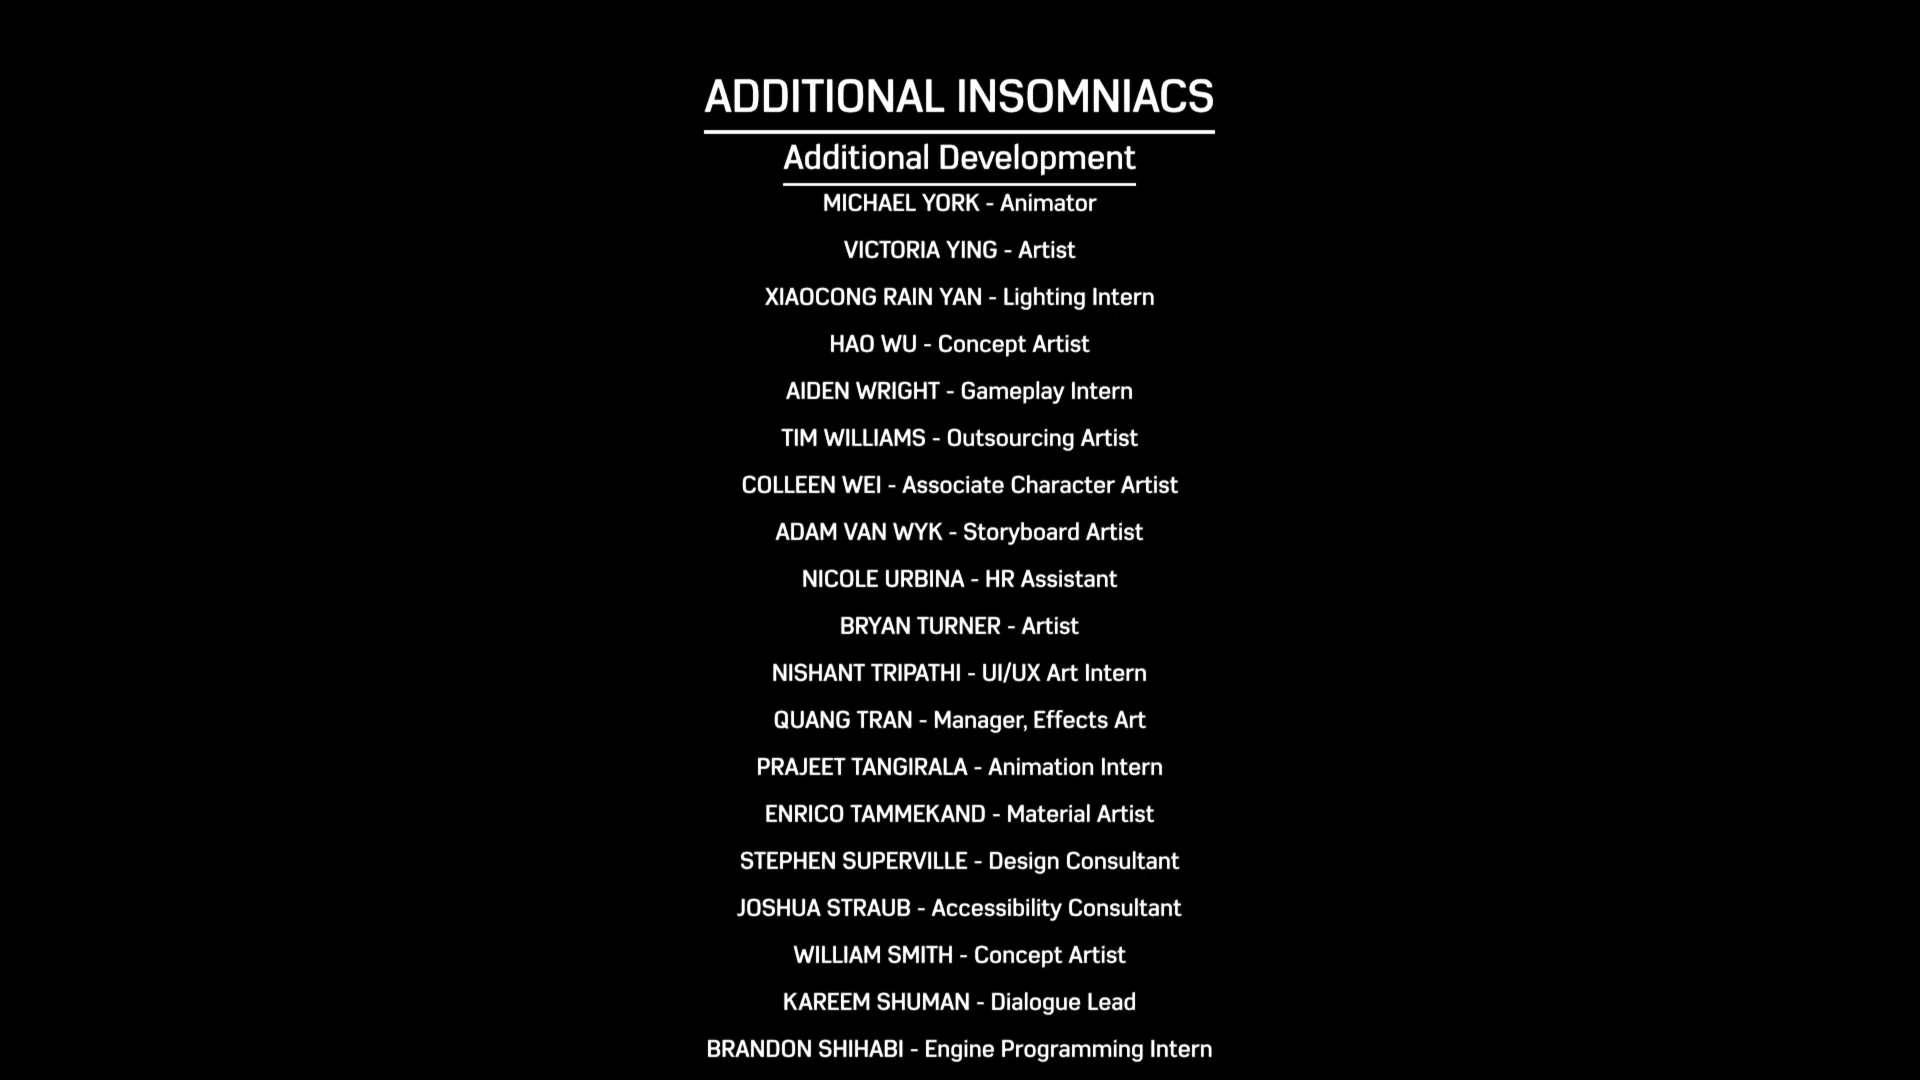 ADDITIONAL INSOMNIACS
Additional Development
MICHAEL YORK - Animator
VICTORIA YING - Artist
XIAOCONG RAIN YAN - Lighting Intern
HAO WU - Concept Artist
AIDEN WRIGHT - Gameplay Intern
TIM WILLIAMS - Outsourcing Artist
COLLEEN WEI - Associate Character Artist
ADAM VAN WYK - Storyboard Artist
NICOLE URBINA - HR Assistant
BRYAN TURNER - Artist
NISHANT TRIPATHI - UI/UX Art Intern
QUANG TRAN - Manager, Effects Art
PRAJEET TANGIRALA - Animation Intern
ENRICO TAMMEKAND - Material Artist
STEPHEN SUPERVILLE - Design Consultant
JOSHUA STRAUB - Accessibility Consultant
WILLIAM SMITH - Concept Artist
KAREEM SHUMAN - Dialogue Lead
BRANDON SHIHABI - Engine Programming Intern